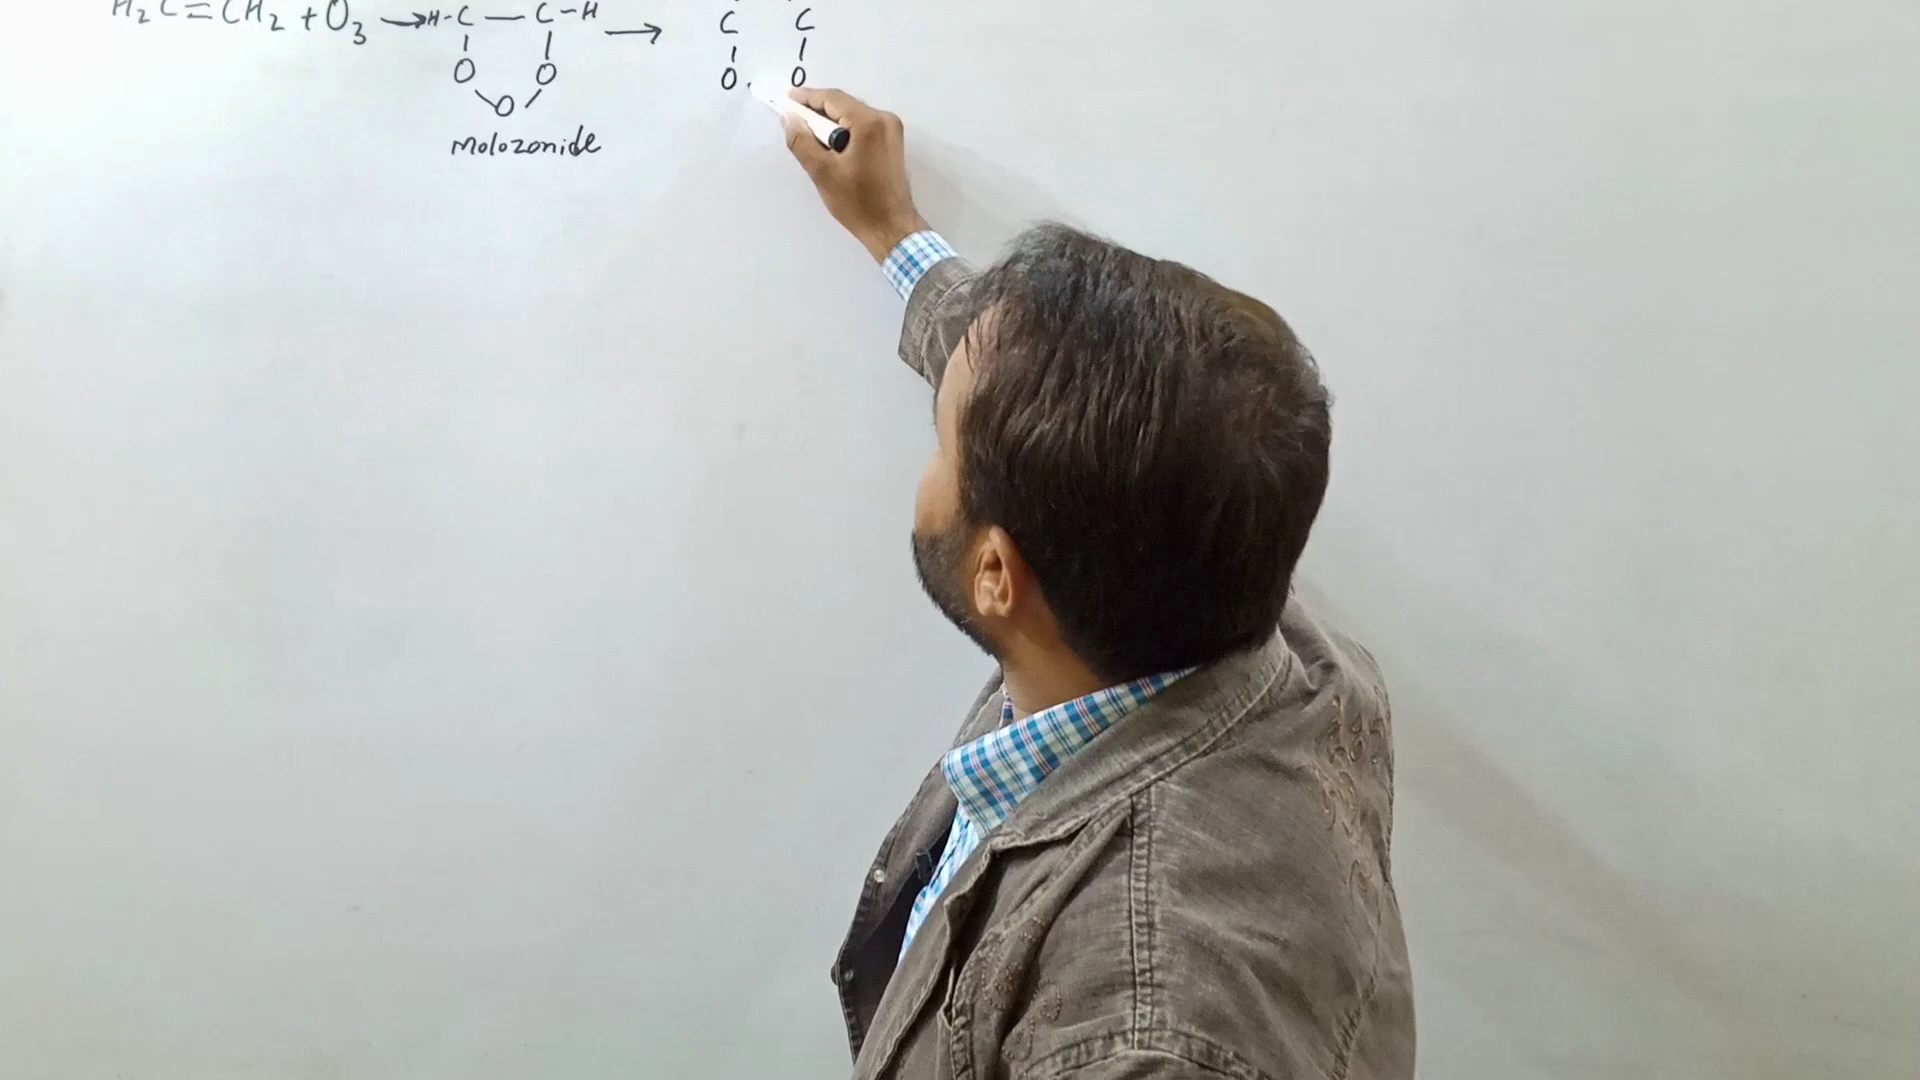 H₂C=CH₂ + O₃ → H-C — C-H → C C
O O O O
O
Molozonide